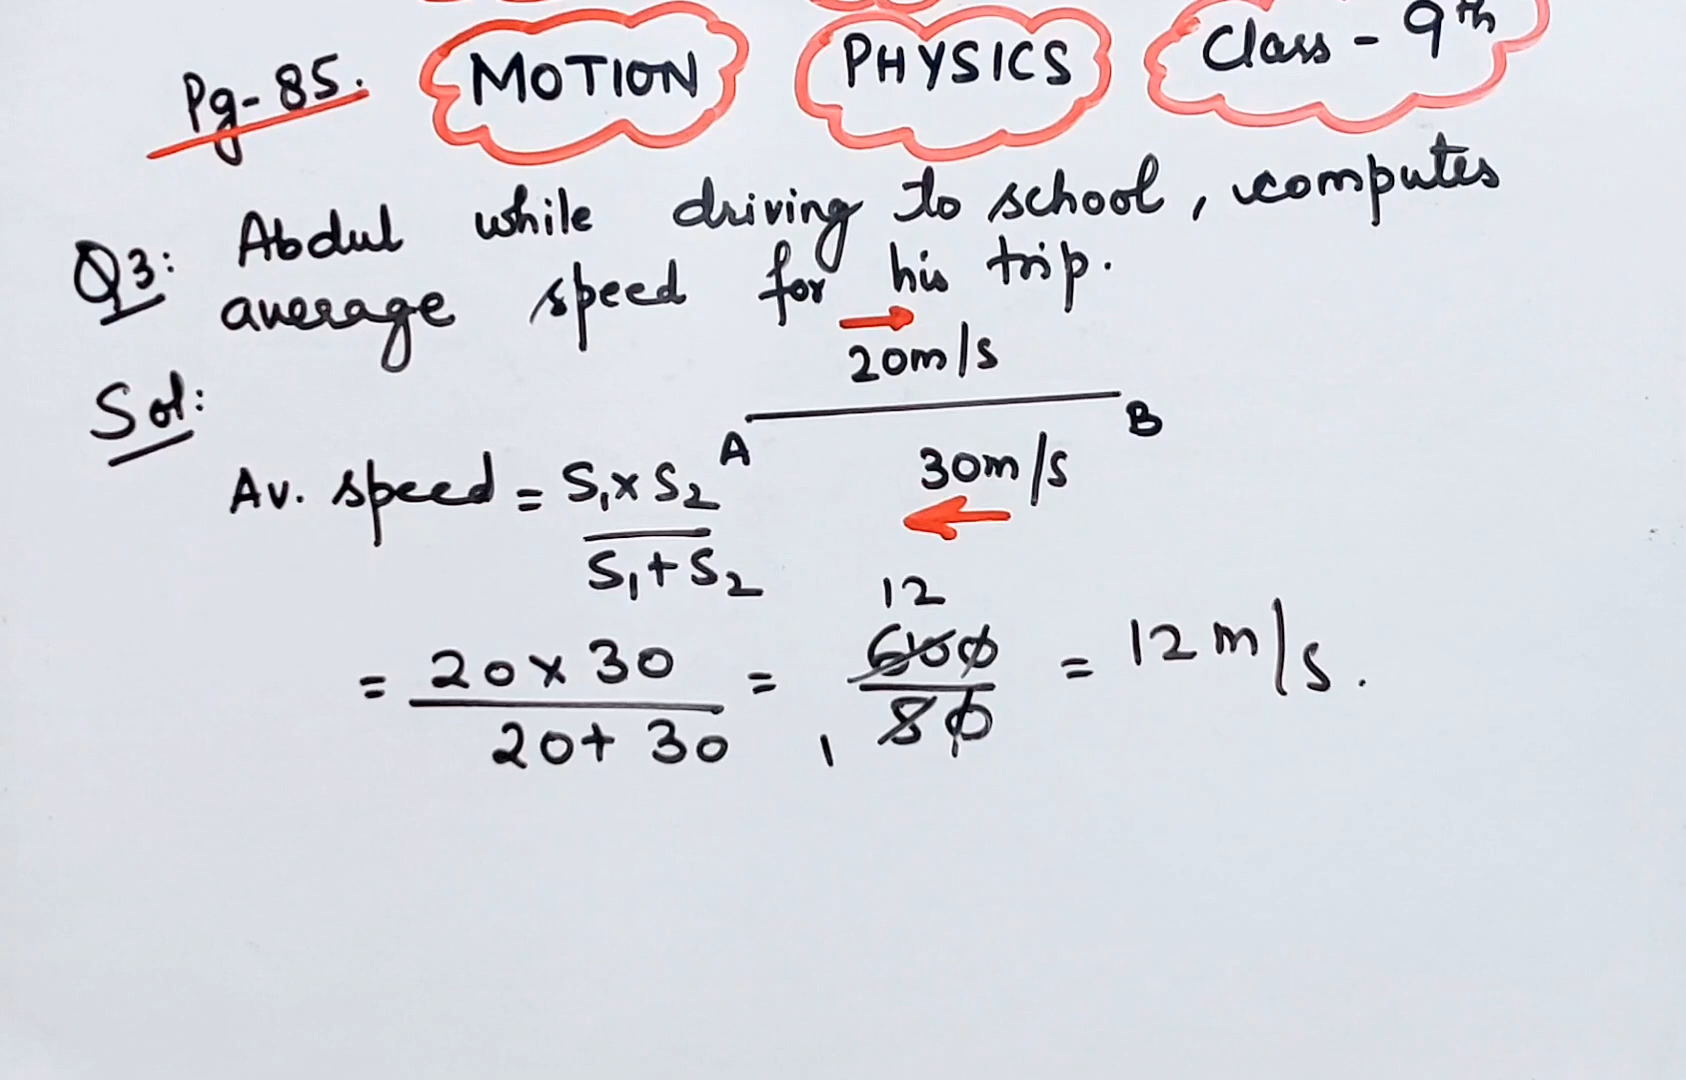 Pg-85. MOTION PHYSICS Class - 9th
Q3: Abdul while driving to school, computes
average speed for his trip.
20m/s
Sol:
A B
30m/s
Av. speed = S1 x S2
S1 + S2
12
= 20 x 30 = 600 = 12 m/s.
20 + 30 1 50